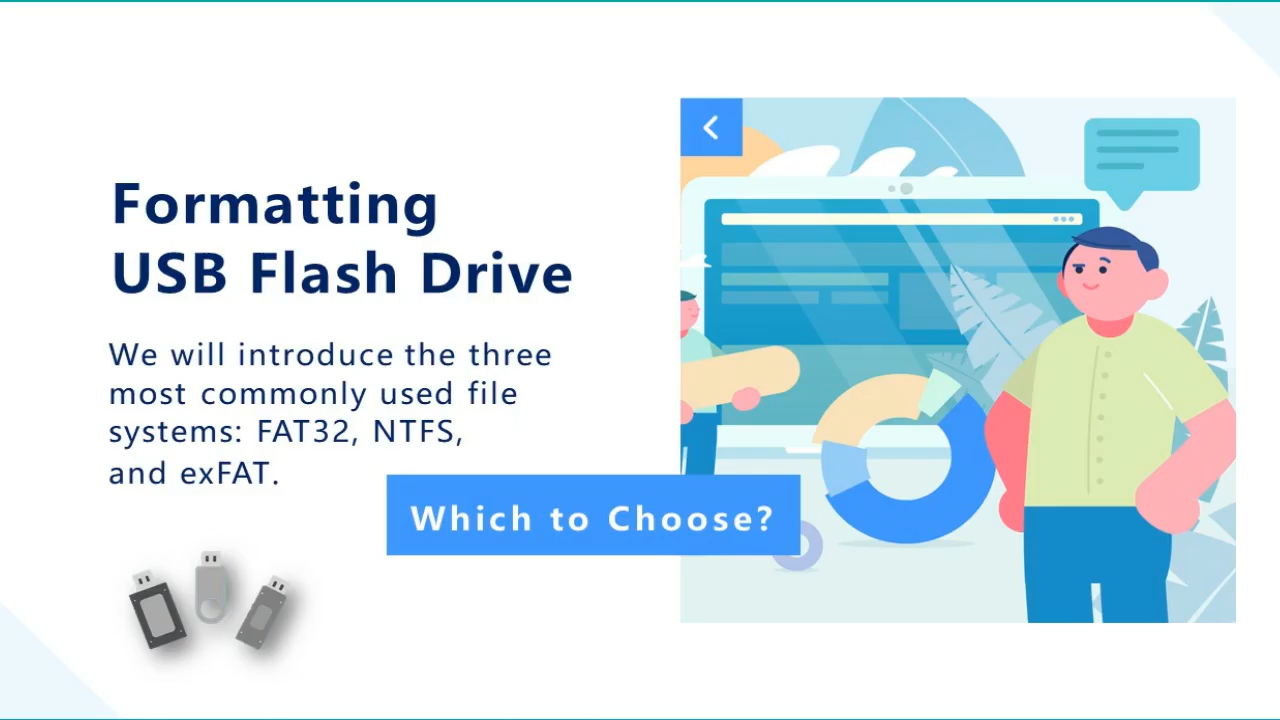 Formatting
USB Flash Drive
We will introduce the three
most commonly used file
systems: FAT32, NTFS,
and exFAT.
Which to Choose?